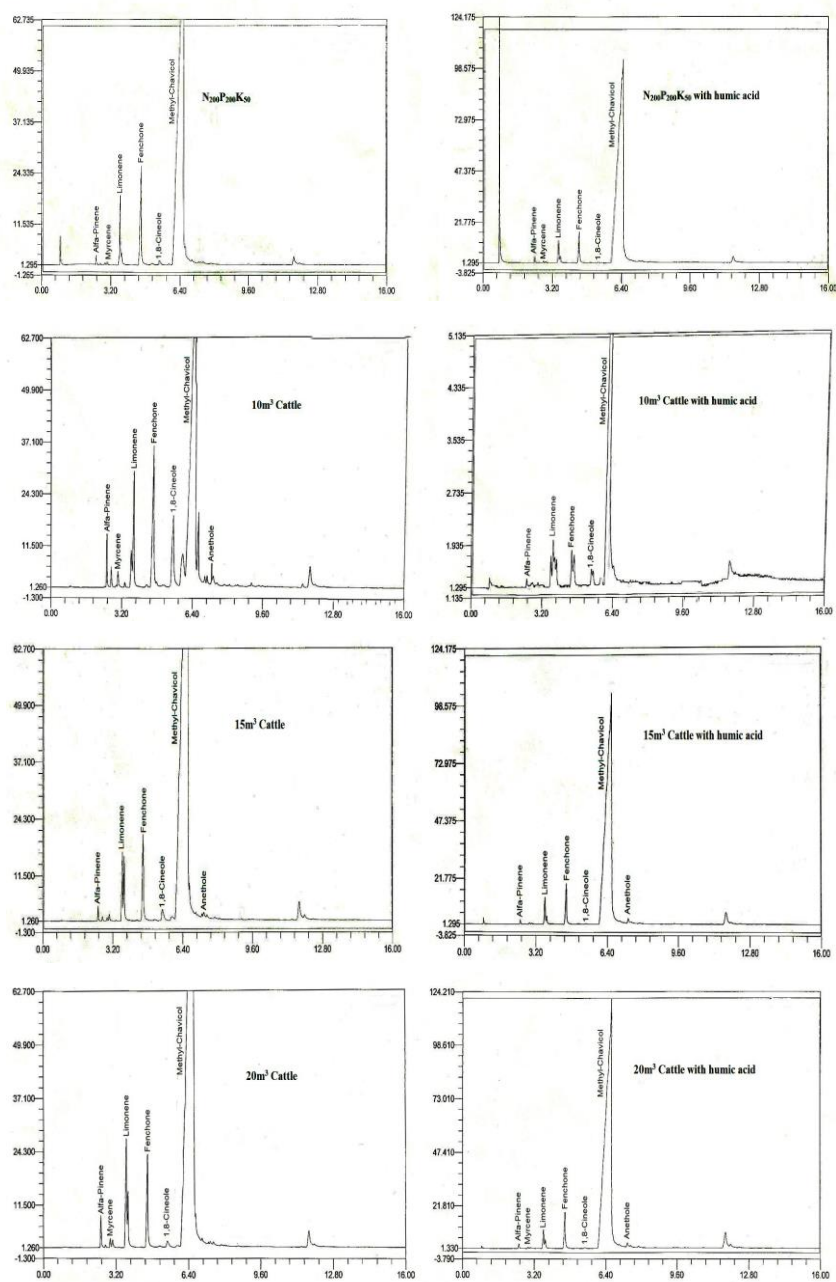 62.735
49.935
37.135
24.335
11.535
1.295
-1.265
N₂₀₀P₂₀₀K₅₀
Alfa-Pinene
Myrcene
Limonene
Fenchone
1,8-Cineole
Methyl-Chavicol
0.00 3.20 6.40 9.60 12.80 16.00
124.175
98.575
72.975
47.375
21.775
1.295
-3.825
N₂₀₀P₂₀₀K₅₀ with humic acid
Alfa-Pinene
Myrcene
Limonene
Fenchone
1,8-Cineole
Methyl-Chavicol
0.00 3.20 6.40 9.60 12.80 16.00
62.700
49.900
37.100
24.300
11.500
1.260
-1.300
10m³ Cattle
Alfa-Pinene
Myrcene
Limonene
Fenchone
1,8-Cineole
Methyl-Chavicol
Anethole
0.00 3.20 6.40 9.60 12.80 16.00
5.135
4.335
3.535
2.735
1.935
1.295
1.135
10m³ Cattle with humic acid
Alfa-Pinene
Limonene
Fenchone
1,8-Cineole
Methyl-Chavicol
0.00 3.20 6.40 9.60 12.80 16.00
62.700
49.900
37.100
24.300
11.500
1.260
-1.300
15m³ Cattle
Alfa-Pinene
Limonene
Fenchone
1,8-Cineole
Methyl-Chavicol
Anethole
0.00 3.20 6.40 9.60 12.80 16.00
124.175
98.575
72.975
47.375
21.775
1.295
-3.825
15m³ Cattle with humic acid
Alfa-Pinene
Limonene
Fenchone
1,8-Cineole
Methyl-Chavicol
Anethole
0.00 3.20 6.40 9.60 12.80 16.00
62.700
49.900
37.100
24.300
11.500
1.260
-1.300
20m³ Cattle
Alfa-Pinene
Myrcene
Limonene
Fenchone
1,8-Cineole
Methyl-Chavicol
0.00 3.20 6.40 9.60 12.80 16.00
124.210
98.610
73.010
47.410
21.810
1.330
-3.790
20m³ Cattle with humic acid
Alfa-Pinene
Myrcene
Limonene
Fenchone
1,8-Cineole
Methyl-Chavicol
Anethole
0.00 3.20 6.40 9.60 12.80 16.00